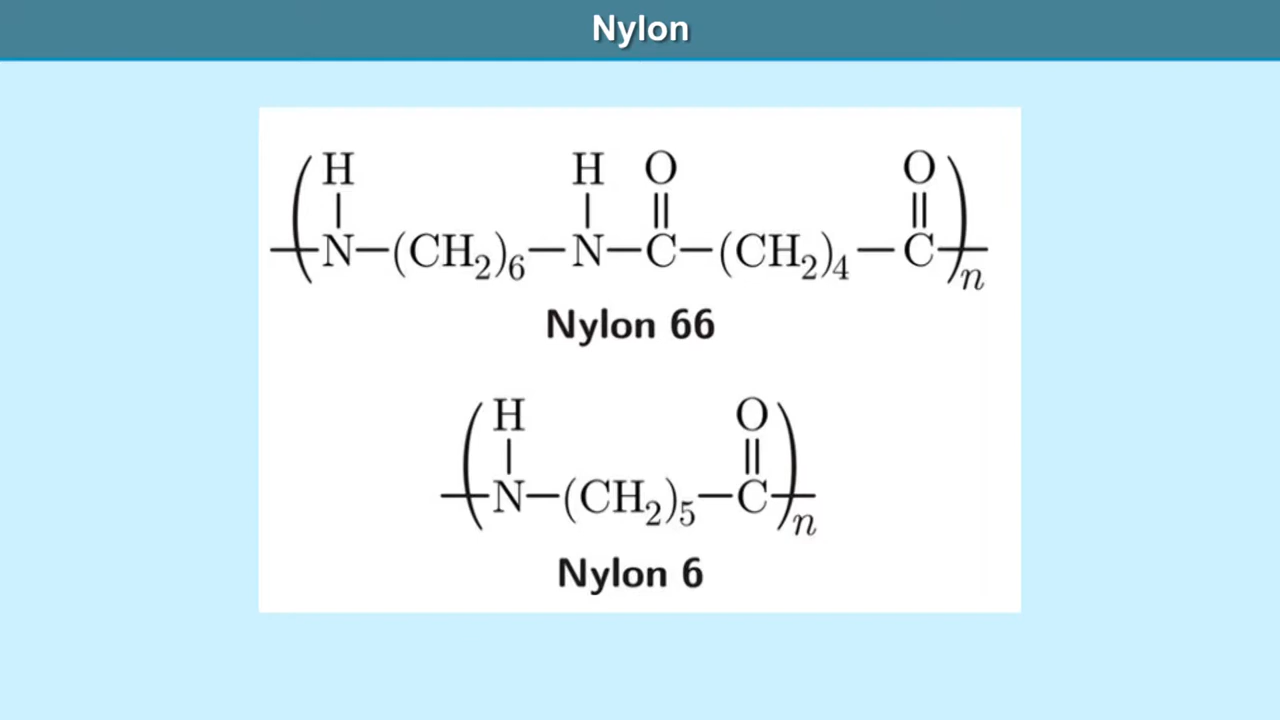 Nylon
H H O O
| | || ||
(N−(CH₂)₆−N−C−(CH₂)₄−C)n
Nylon 66
H O
| ||
(N−(CH₂)₅−C)n
Nylon 6